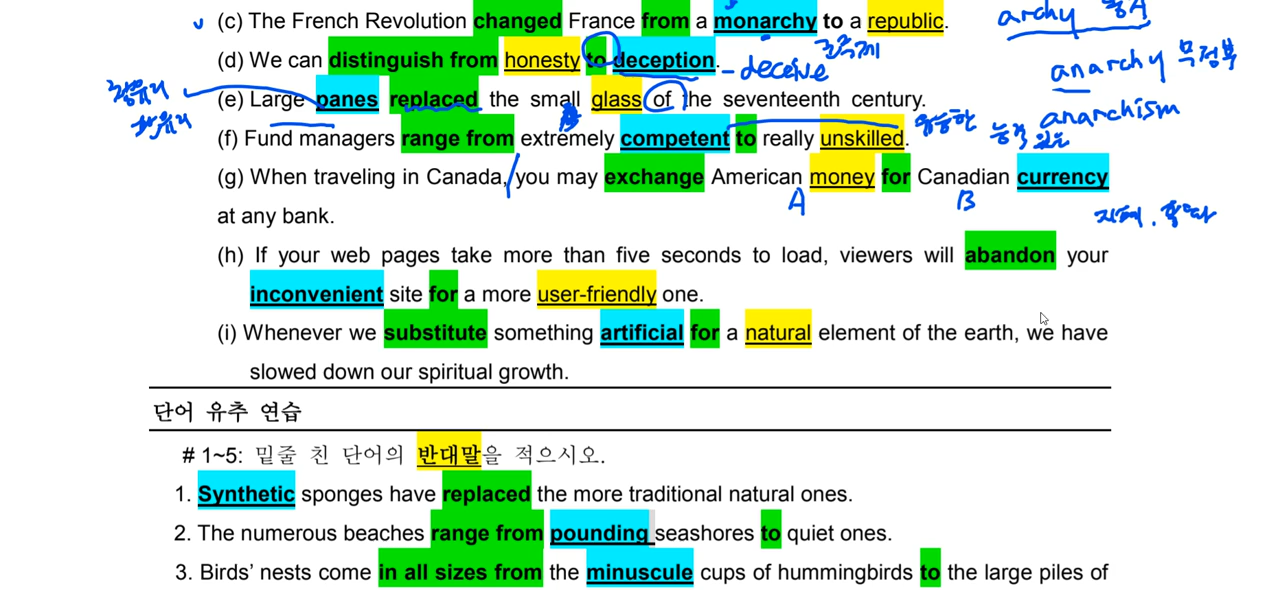 (c) The French Revolution changed France from a monarchy to a republic.
archy
(d) We can distinguish from honesty to deception.
- deceive
anarchy 무정부
(e) Large panes replaced the small glass of the seventeenth century.
anarchism
(f) Fund managers range from extremely competent to really unskilled.
(g) When traveling in Canada, you may exchange American money for Canadian currency
A B
at any bank.
(h) If your web pages take more than five seconds to load, viewers will abandon your
inconvenient site for a more user-friendly one.
(i) Whenever we substitute something artificial for a natural element of the earth, we have
slowed down our spiritual growth.
단어 유추 연습
# 1~5: 밑줄 친 단어의 반대말을 적으시오.
1. Synthetic sponges have replaced the more traditional natural ones.
2. The numerous beaches range from pounding seashores to quiet ones.
3. Birds’ nests come in all sizes from the minuscule cups of hummingbirds to the large piles of